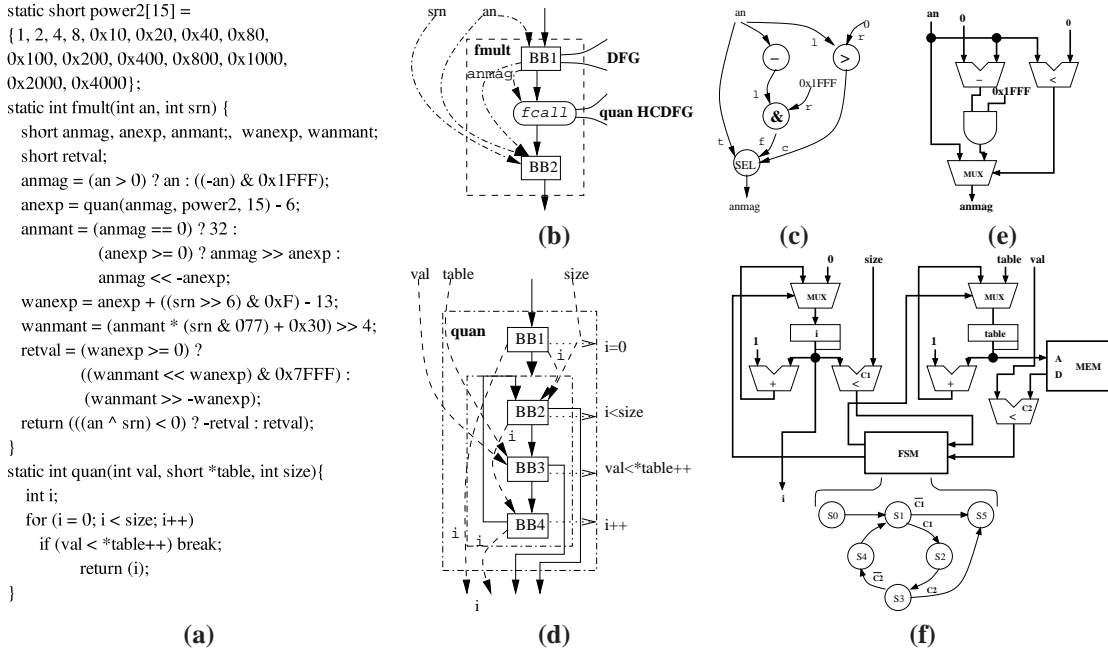 static short power2[15] =
{1, 2, 4, 8, 0x10, 0x20, 0x40, 0x80,
0x100, 0x200, 0x400, 0x800, 0x1000,
0x2000, 0x4000};
static int fmult(int an, int srn) {
short anmag, anexp, anmant;, wanexp, wanmant;
short retval;
anmag = (an > 0) ? an : ((-an) & 0x1FFF);
anexp = quan(anmag, power2, 15) - 6;
anmant = (anmag == 0) ? 32 :
(anexp >= 0) ? anmag >> anexp :
anmag << -anexp;
wanexp = anexp + ((srn >> 6) & 0xF) - 13;
wanmant = (anmant * (srn & 077) + 0x30) >> 4;
retval = (wanexp >= 0) ?
((wanmant << wanexp) & 0x7FFF) :
(wanmant >> -wanexp);
return (((an ^ srn) < 0) ? -retval : retval);
}
static int quan(int val, short *table, int size){
int i;
for (i = 0; i < size; i++)
if (val < *table++) break;
return (i);
}
(a)
srn an
fmult
BB1
DFG
anmag
fcall
quan HCDFG
BB2
(b)
an
0
l
r
-
>
0x1FFF
l
r
&
t
f
c
SEL
anmag
(c)
an
0
0
-
<
0x1FFF
MUX
anmag
(e)
val table size
quan
BB1
i=0
i
BB2
i<size
i
BB3
val<*table++
BB4
i++
i
i
i
(d)
0 size table val
MUX
MUX
i
table
1
1
+
<
C1
+
A
D
MEM
<
C2
FSM
i
S0
S1
C1
S5
C1
S4
S2
C2
S3
C2
(f)